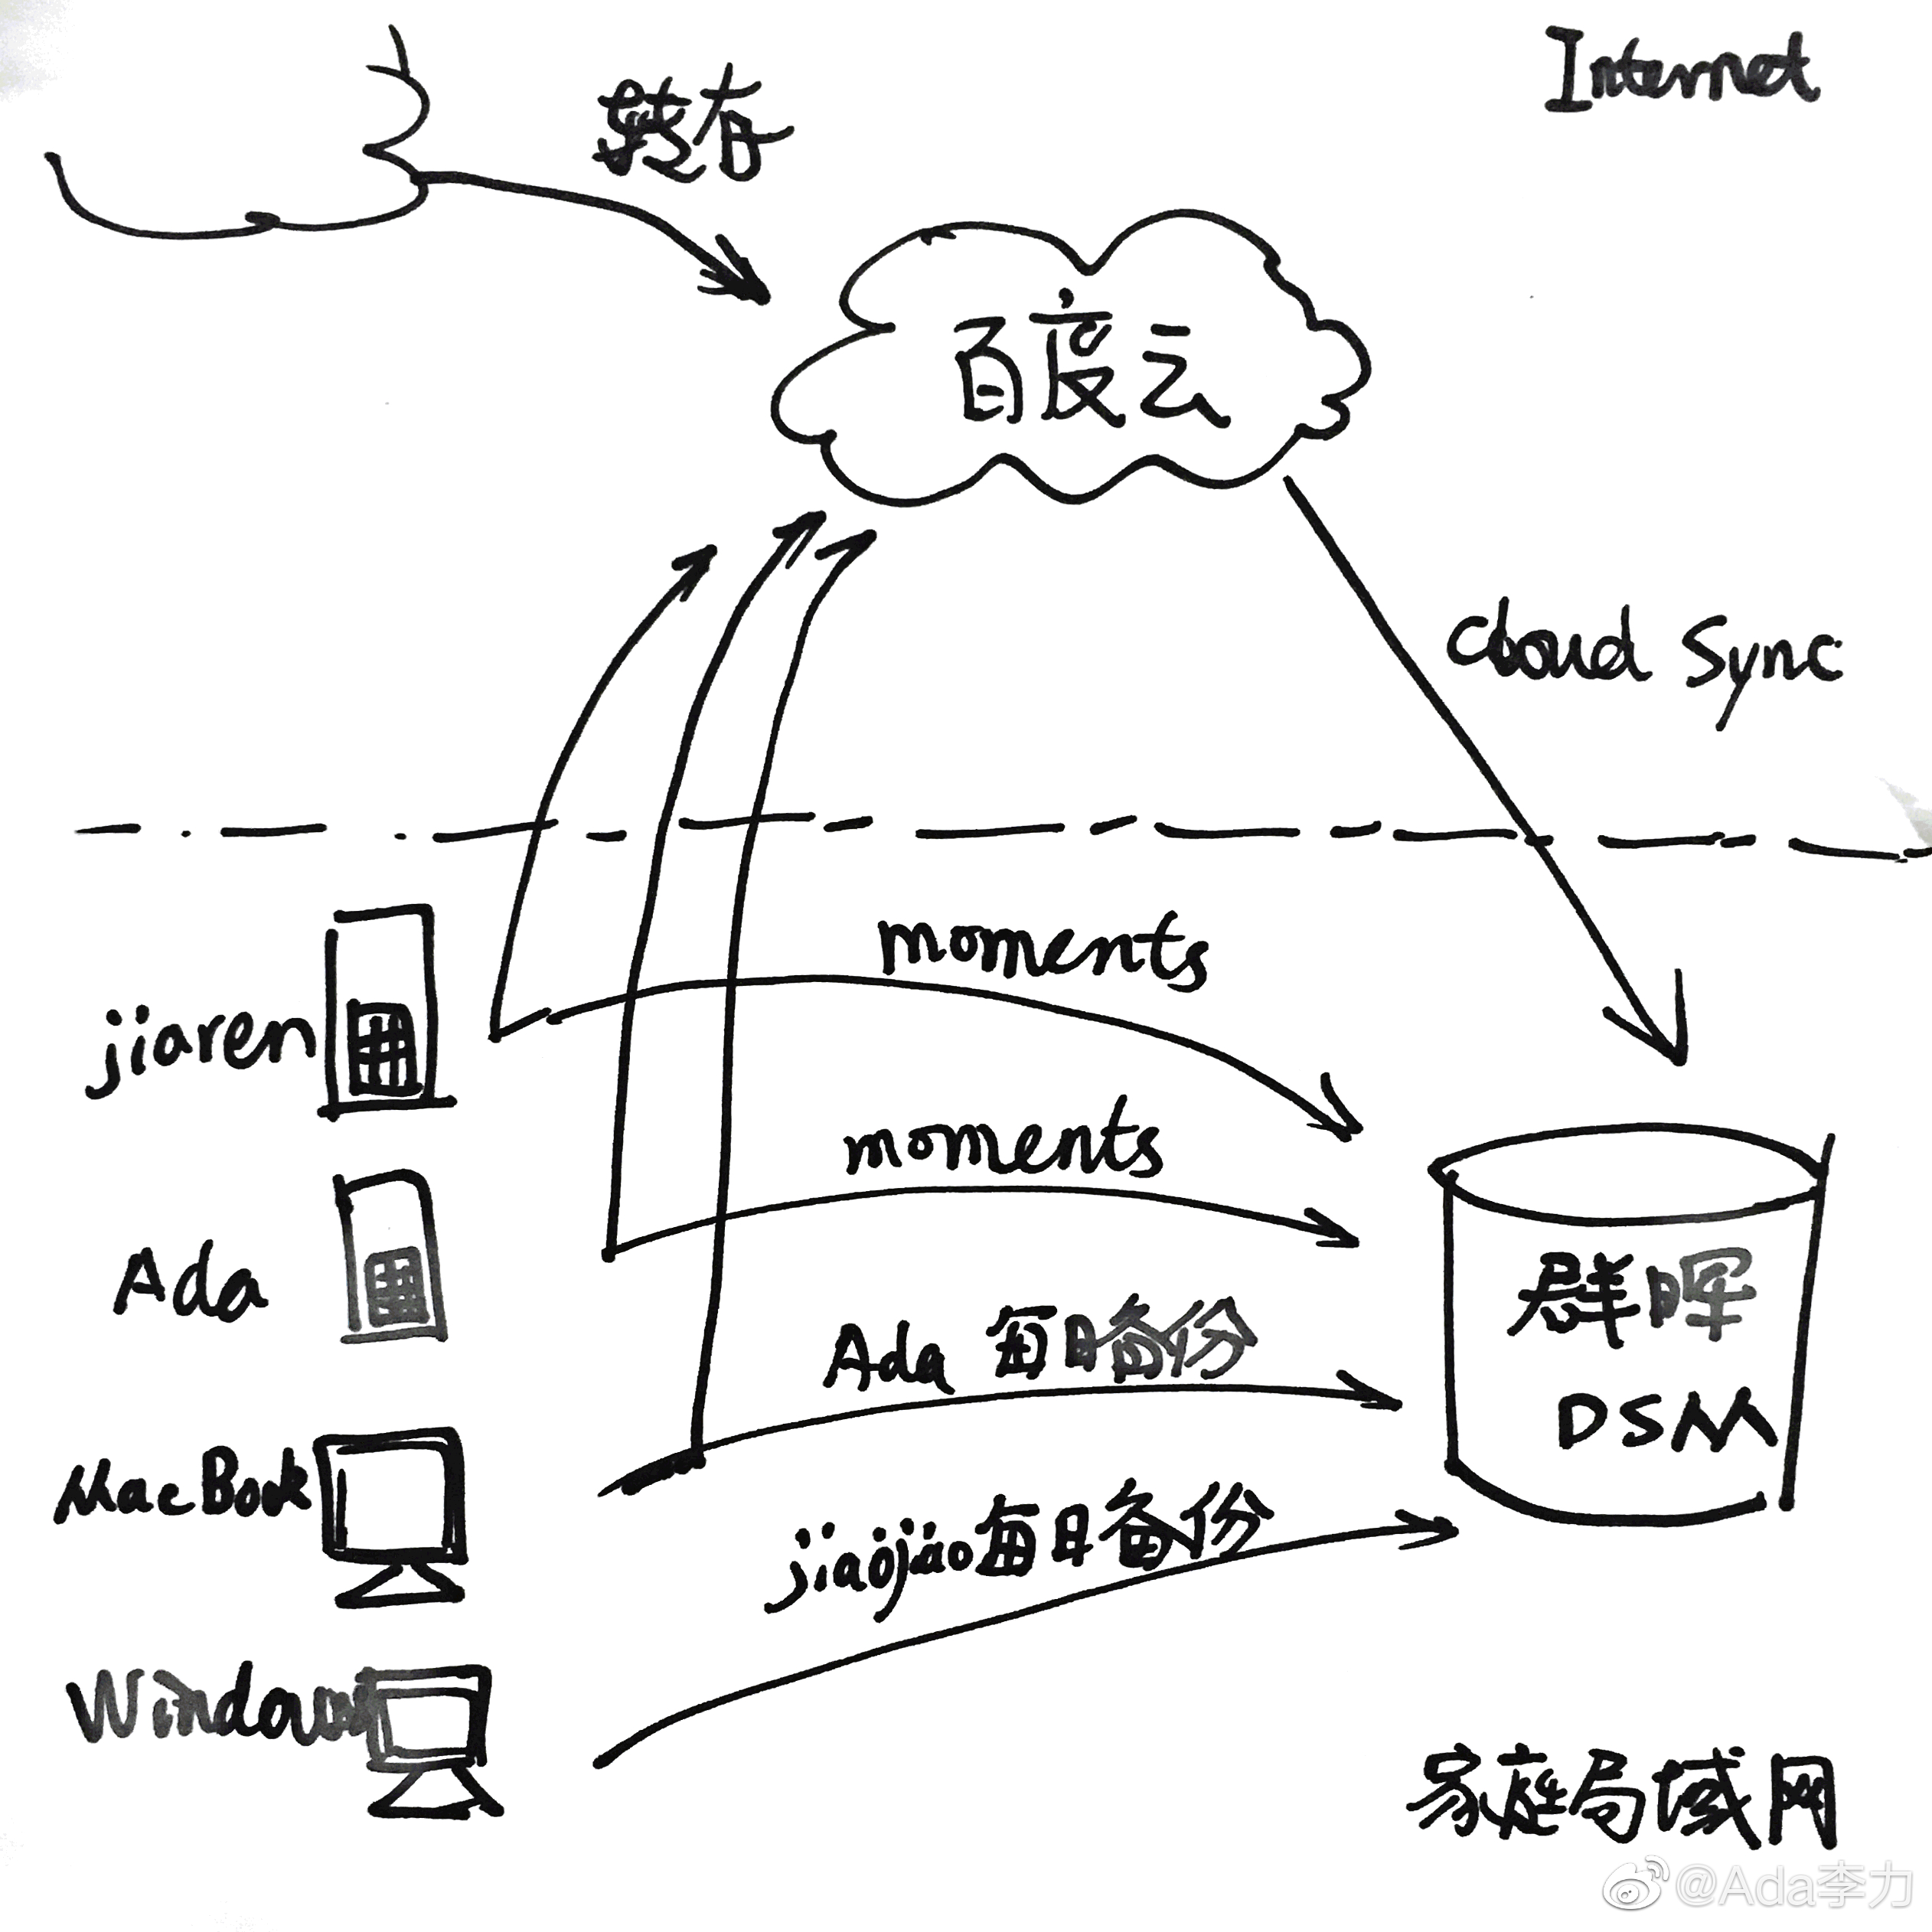 Internet
转存
百度云
Cloud Sync
moments
jiaren
moments
Ada
群晖
DSM
Ada 每日备份
MacBook
jiaojiao每日备份
Windows
家庭局域网
@Ada李力